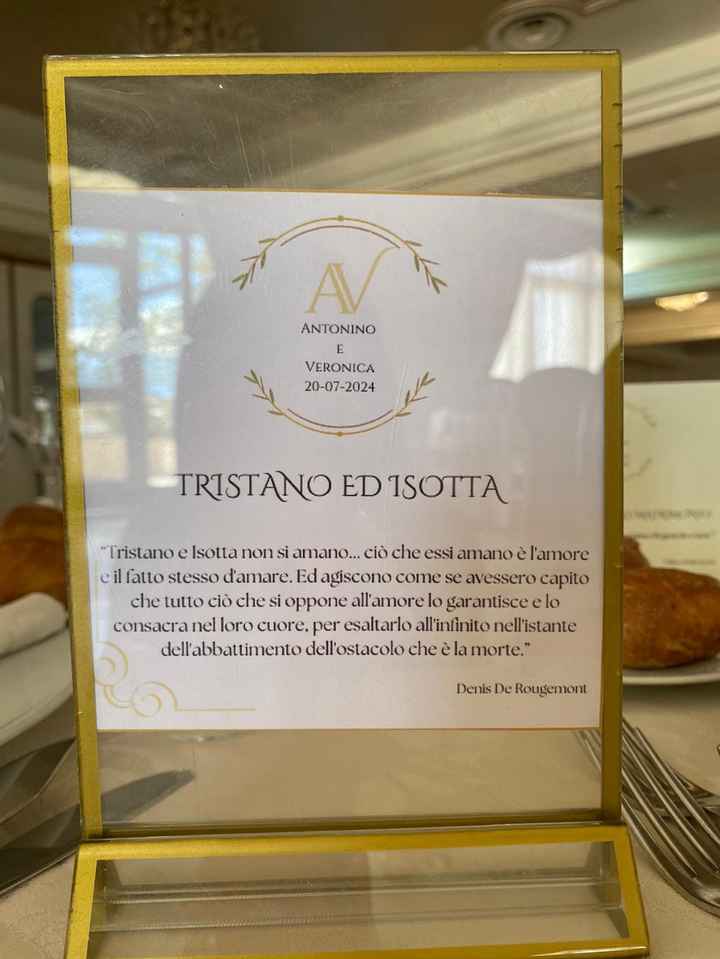 AV
ANTONINO
E
VERONICA
20-07-2024
TRISTANO ED ISOTTA
"Tristano e Isotta non si amano... ciò che essi amano è l'amore
e il fatto stesso d'amare. Ed agiscono come se avessero capito
che tutto ciò che si oppone all'amore lo garantisce e lo
consacra nel loro cuore, per esaltarlo all'infinito nell'istante
dell'abbattimento dell'ostacolo che è la morte."
Denis De Rougemont